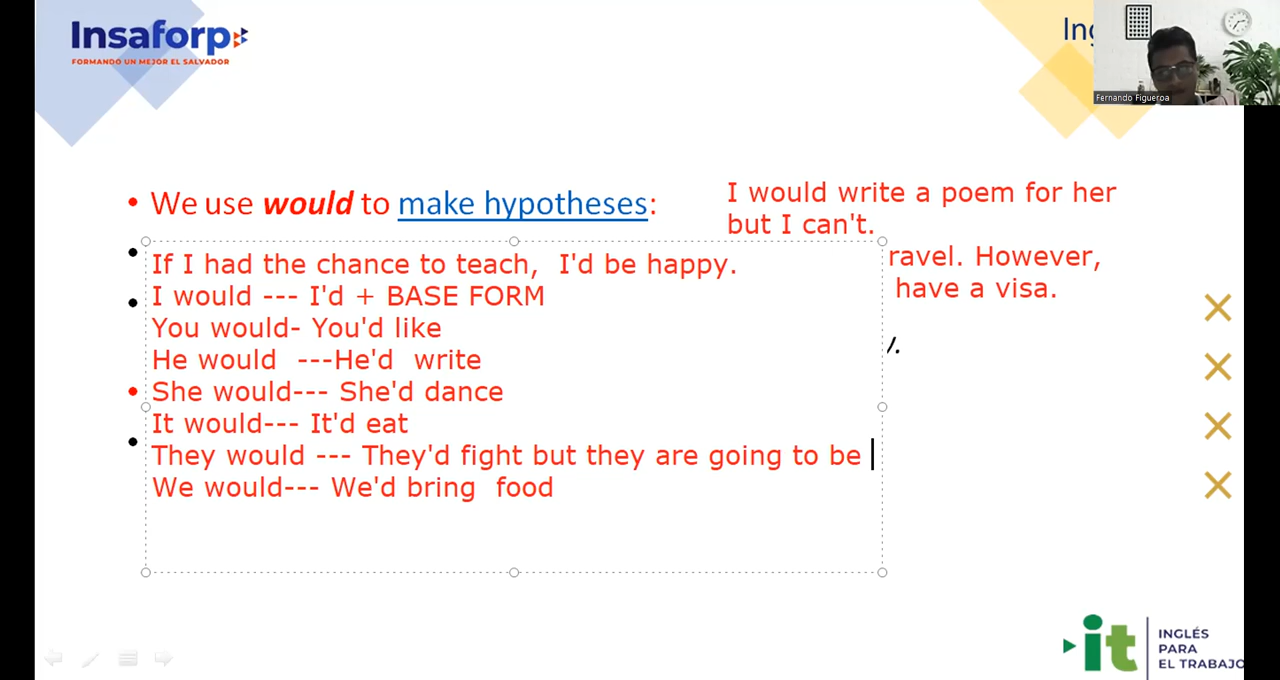 Insaforp
FORMANDO UN MEJOR EL SALVADOR
Fernando Figueroa
• We use would to make hypotheses:
I would write a poem for her
but I can't.
ravel. However,
have a visa.
If I had the chance to teach, I'd be happy.
I would --- I'd + BASE FORM
You would- You'd like
He would ---He'd write
She would--- She'd dance
It would--- It'd eat
They would --- They'd fight but they are going to be
We would--- We'd bring food
it
INGLÉS
PARA
EL TRABAJO